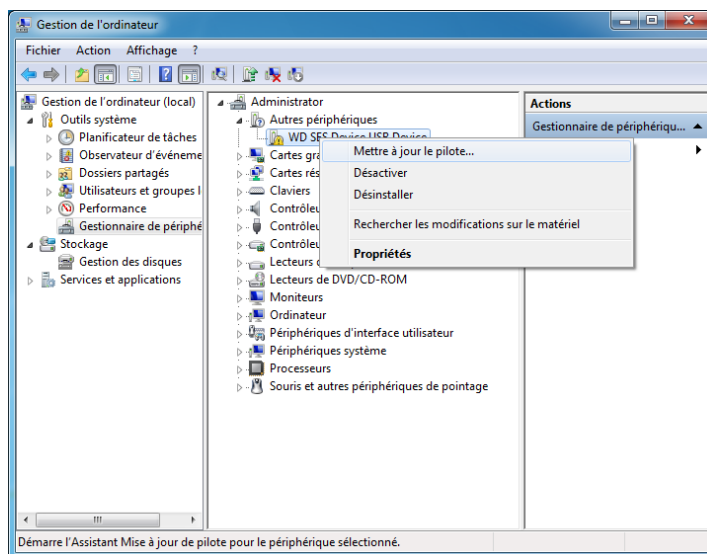 Gestion de l'ordinateur
Fichier Action Affichage ?
Gestion de l'ordinateur (local)
Outils système
Planificateur de tâches
Observateur d'événeme
Dossiers partagés
Utilisateurs et groupes l
Performance
Gestionnaire de périphé
Stockage
Gestion des disques
Services et applications
Administrator
Autres périphériques
WD SES Device USB Device
Cartes gra
Cartes rés
Claviers
Contrôleu
Contrôleu
Contrôleu
Lecteurs
Lecteurs de DVD/CD-ROM
Moniteurs
Ordinateur
Périphériques d'interface utilisateur
Périphériques système
Processeurs
Souris et autres périphériques de pointage
Mettre à jour le pilote...
Désactiver
Désinstaller
Rechercher les modifications sur le matériel
Propriétés
Actions
Gestionnaire de périphériqu...
Démarre l'Assistant Mise à jour de pilote pour le périphérique sélectionné.